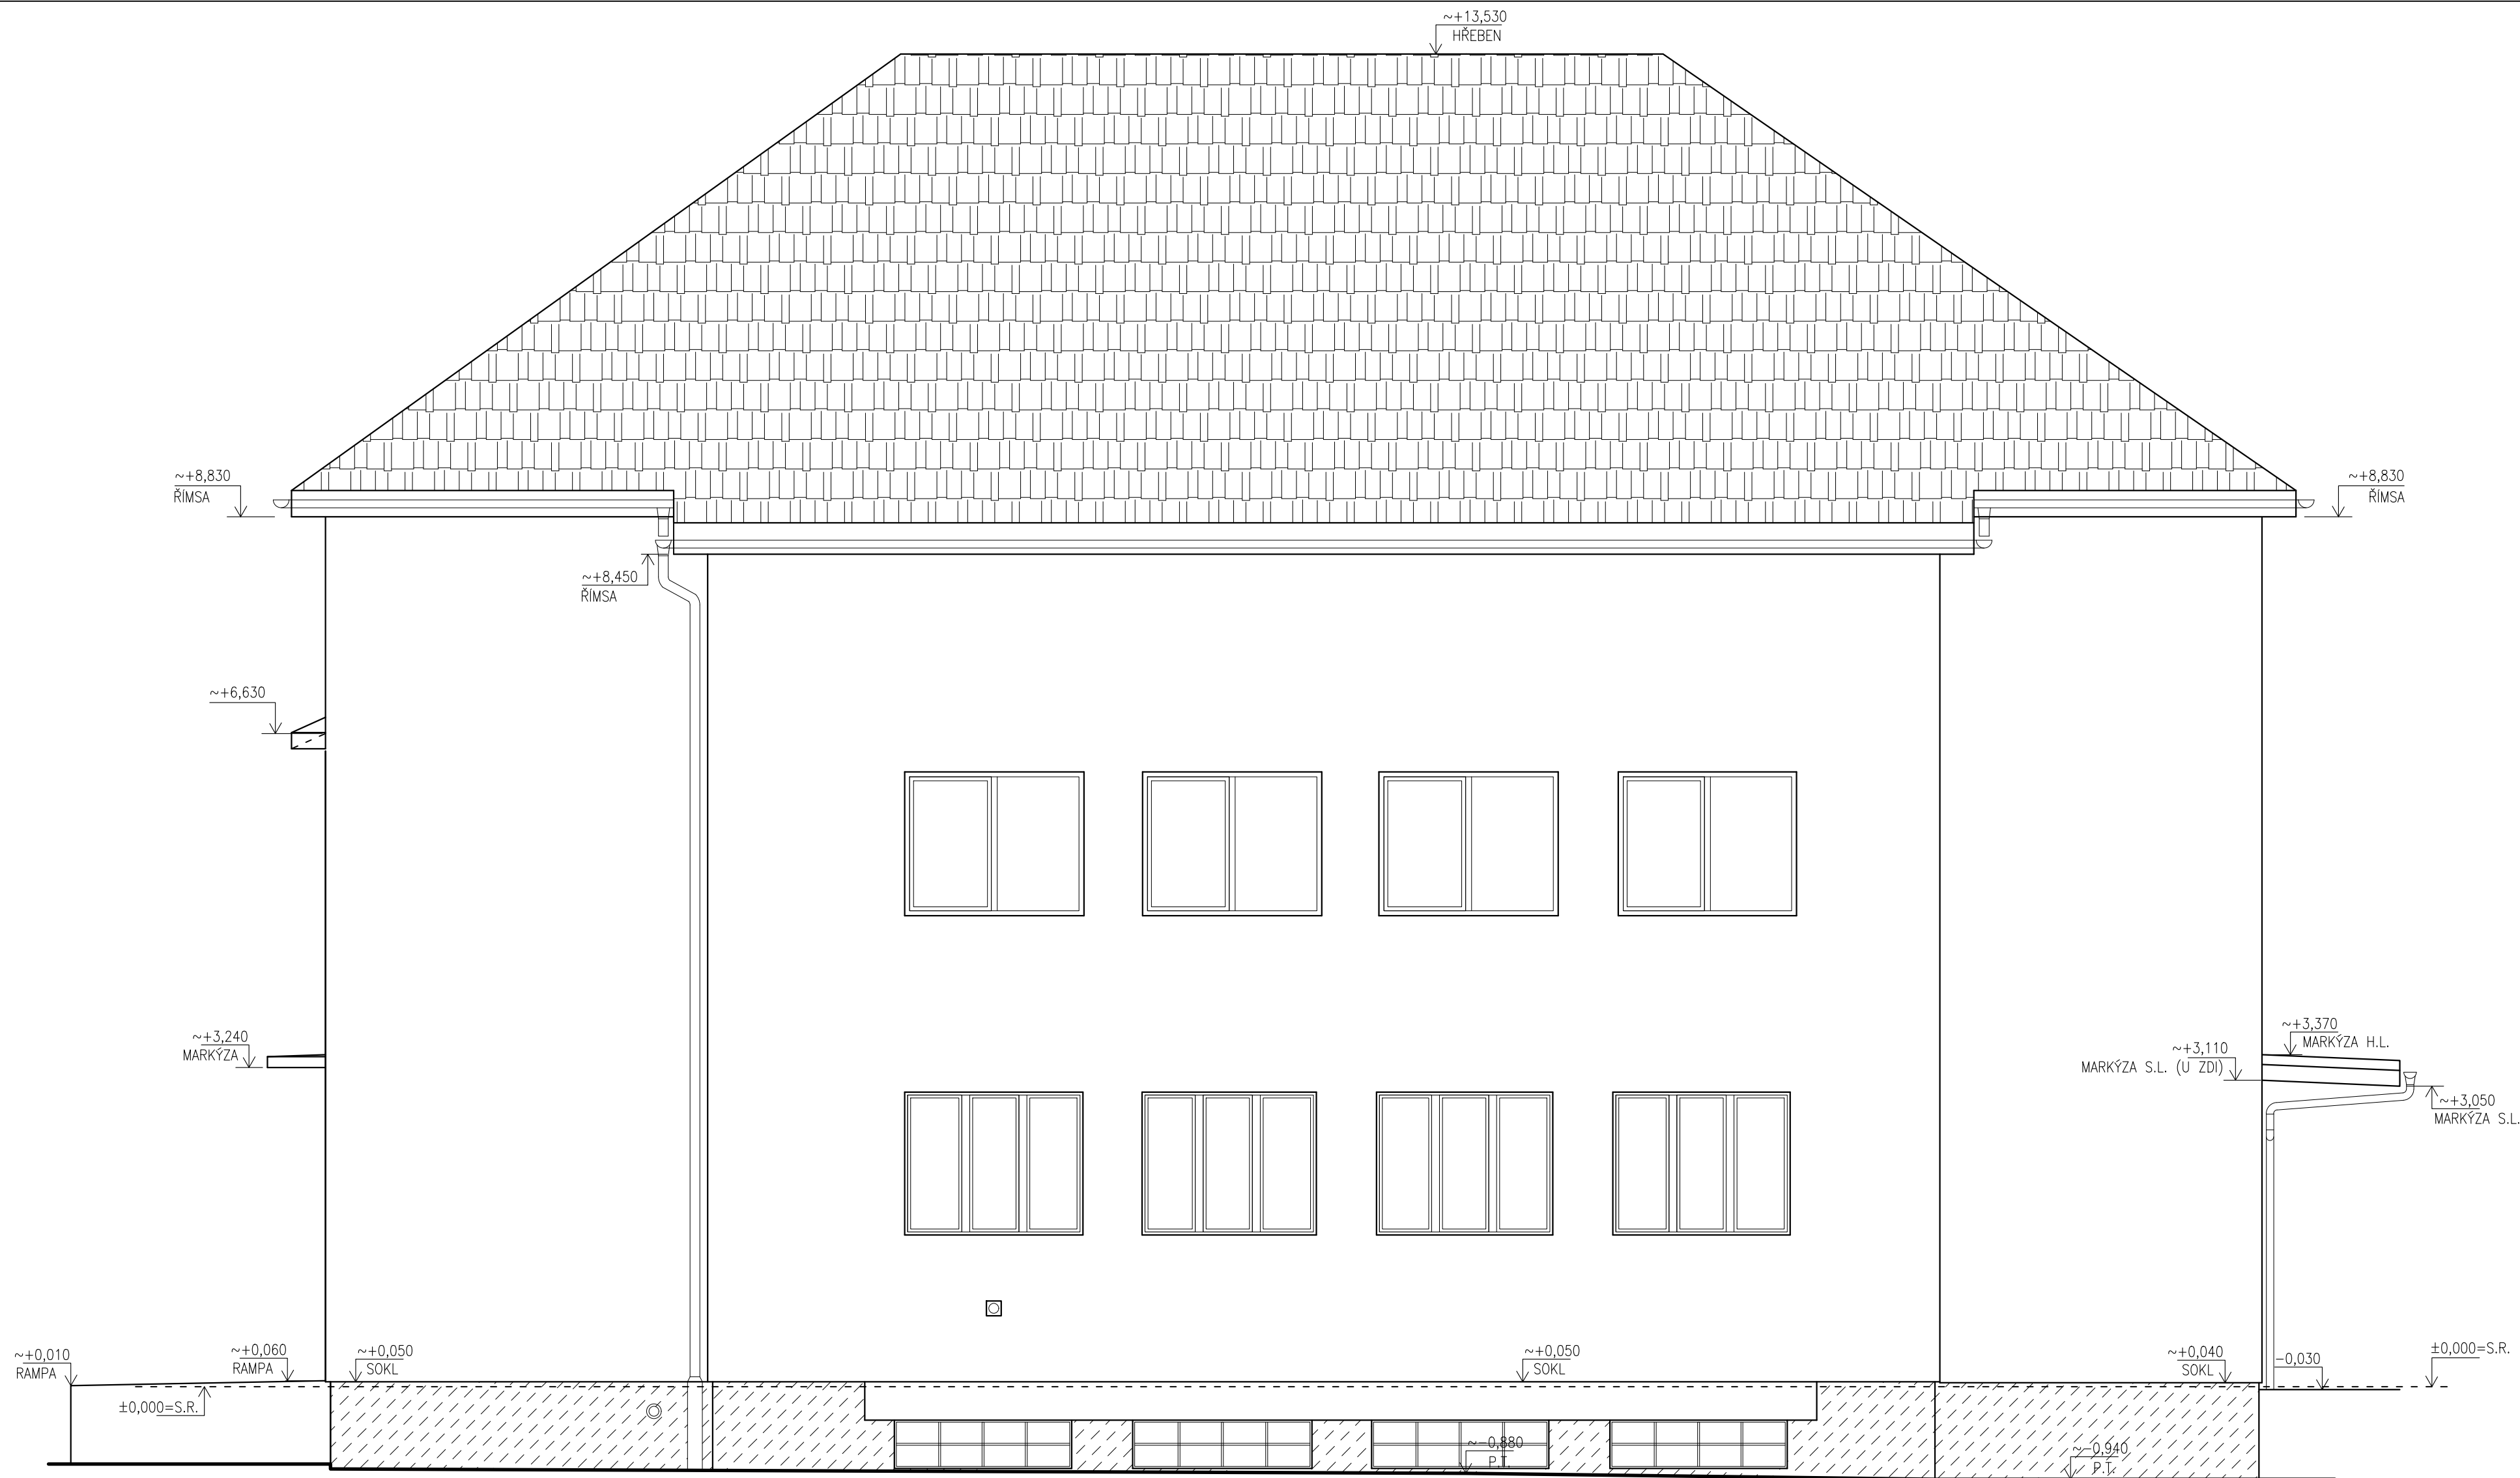 ~+13,530
HŘEBEN
~+8,830
ŘÍMSA
~+8,830
ŘÍMSA
~+8,450
ŘÍMSA
~+6,630
~+3,240
MARKÝZA
~+3,370
MARKÝZA H.L.
~+3,110
MARKÝZA S.L. (U ZDI)
~+3,050
MARKÝZA S.L.
~+0,010
RAMPA
~+0,060
RAMPA
~+0,050
SOKL
~+0,050
SOKL
~+0,040
SOKL
-0,030
±0,000=S.R.
±0,000=S.R.
~-0,880
P.T.
~-0,940
P.T.